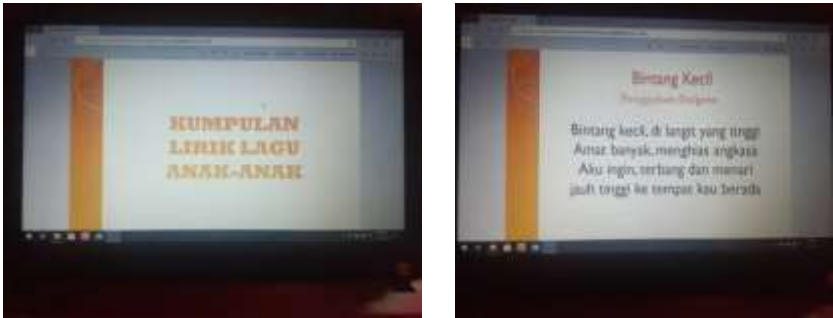 KUMPULAN
LIRIK LAGU
ANAK-ANAK
Bintang Kecil
Bintang kecil, di langit yang tinggi
Amat banyak, menghias angkasa
Aku ingin, terbang dan menari
jauh tinggi ke tempat kau berada